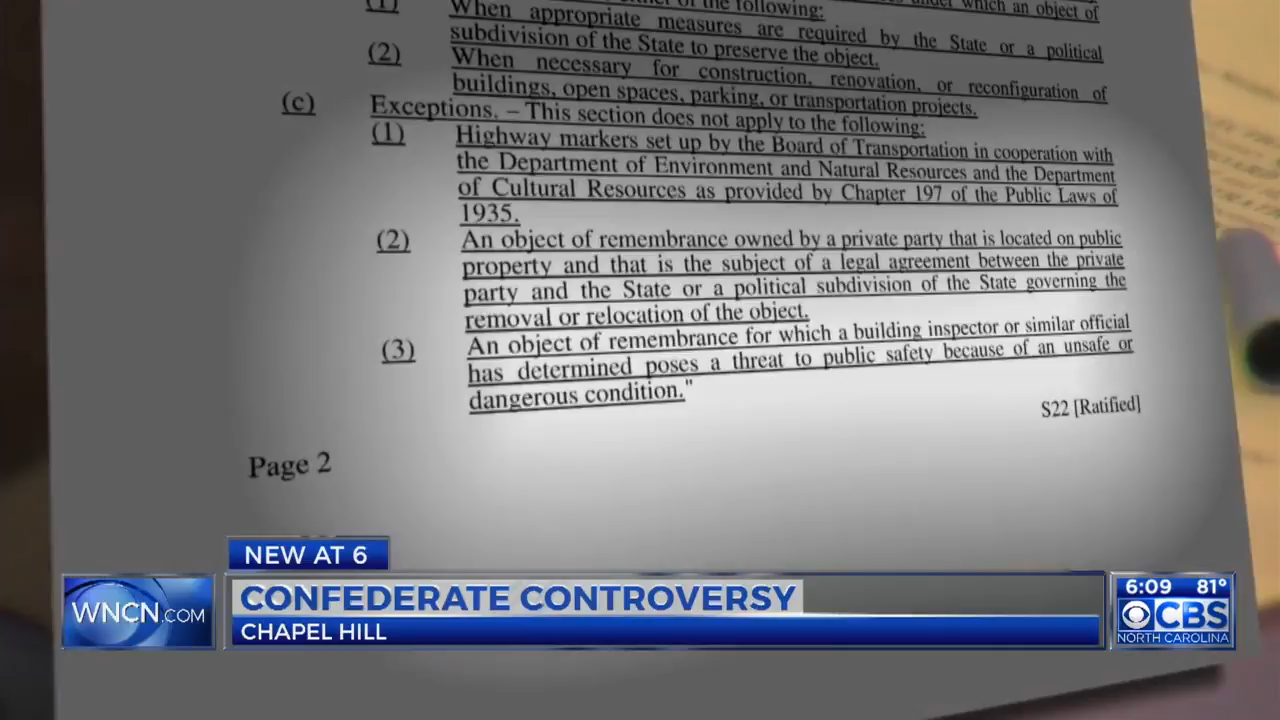 of the following:
which an object of
(1) When appropriate measures are required by the State or a political
subdivision of the State to preserve the object.
(2) When necessary for construction, renovation, or reconfiguration of
buildings, open spaces, parking, or transportation projects.
(c) Exceptions. – This section does not apply to the following:
(1) Highway markers set up by the Board of Transportation in cooperation with
the Department of Environment and Natural Resources and the Department
of Cultural Resources as provided by Chapter 197 of the Public Laws of
1935.
(2) An object of remembrance owned by a private party that is located on public
property and that is the subject of a legal agreement between the private
party and the State or a political subdivision of the State governing the
removal or relocation of the object.
(3) An object of remembrance for which a building inspector or similar official
has determined poses a threat to public safety because of an unsafe or
dangerous condition."
S22 [Ratified]
Page 2
NEW AT 6
CONFEDERATE CONTROVERSY
CHAPEL HILL
WNCN.COM
6:09 81°
CBS
NORTH CAROLINA